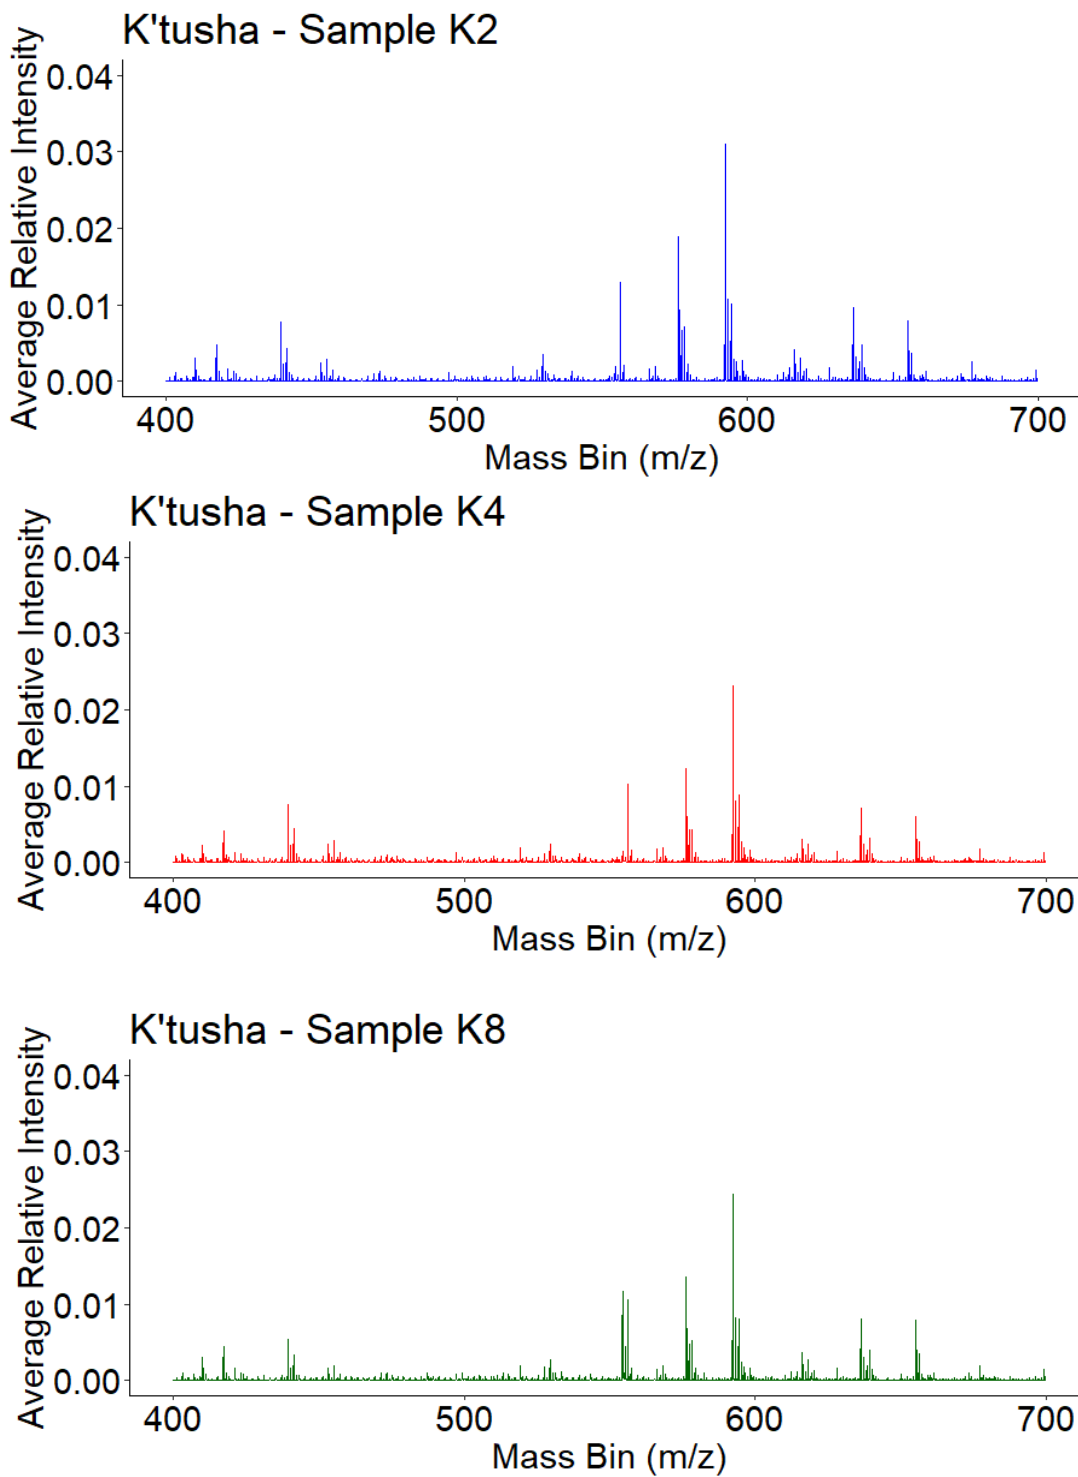 K'tusha - Sample K2
Average Relative Intensity
0.04
0.03
0.02
0.01
0.00
400 500 600 700
Mass Bin (m/z)
K'tusha - Sample K4
Average Relative Intensity
0.04
0.03
0.02
0.01
0.00
400 500 600 700
Mass Bin (m/z)
K'tusha - Sample K8
Average Relative Intensity
0.04
0.03
0.02
0.01
0.00
400 500 600 700
Mass Bin (m/z)